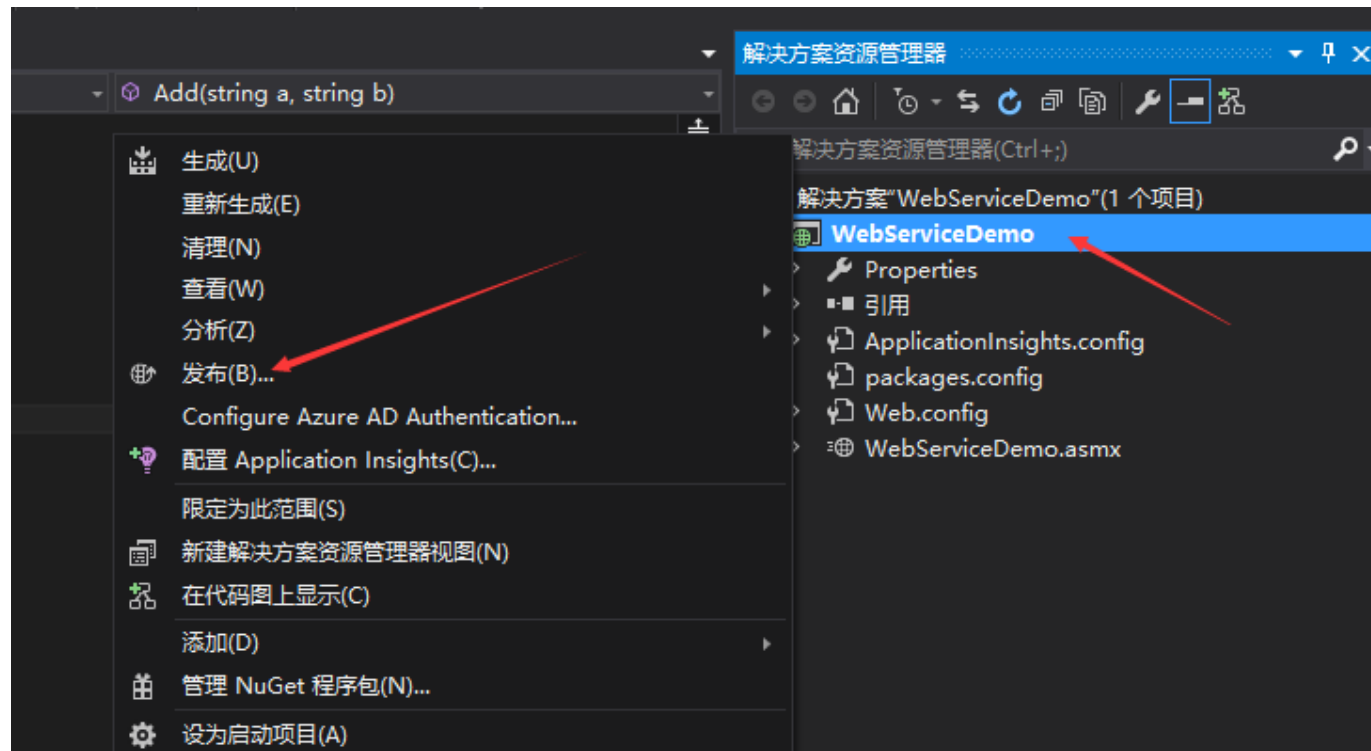 Add(string a, string b)
生成(U)
重新生成(E)
清理(N)
查看(W)
分析(Z)
发布(B)...
Configure Azure AD Authentication...
配置 Application Insights(C)...
限定为此范围(S)
新建解决方案资源管理器视图(N)
在代码图上显示(C)
添加(D)
管理 NuGet 程序包(N)...
设为启动项目(A)
解决方案资源管理器
解决方案资源管理器(Ctrl+;)
解决方案"WebServiceDemo"(1 个项目)
WebServiceDemo
Properties
引用
ApplicationInsights.config
packages.config
Web.config
WebServiceDemo.asmx